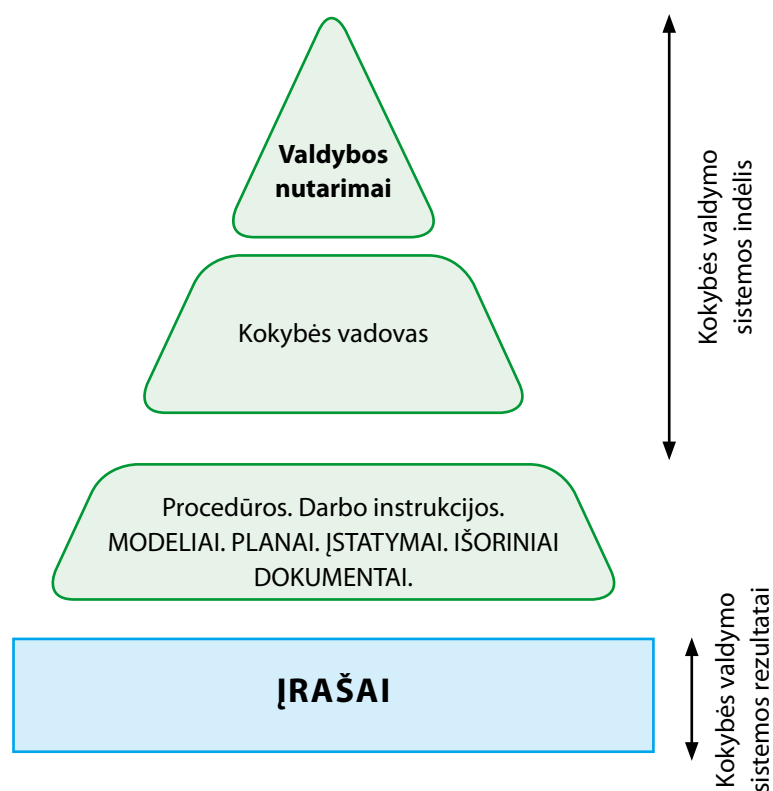 Valdybos
nutarimai
Kokybės vadovas
Procedūros. Darbo instrukcijos.
MODELIAI. PLANAI. ĮSTATYMAI. IŠORINIAI
DOKUMENTAI.
ĮRAŠAI
Kokybės valdymo
sistemos indėlis
Kokybės valdymo
sistemos rezultatai